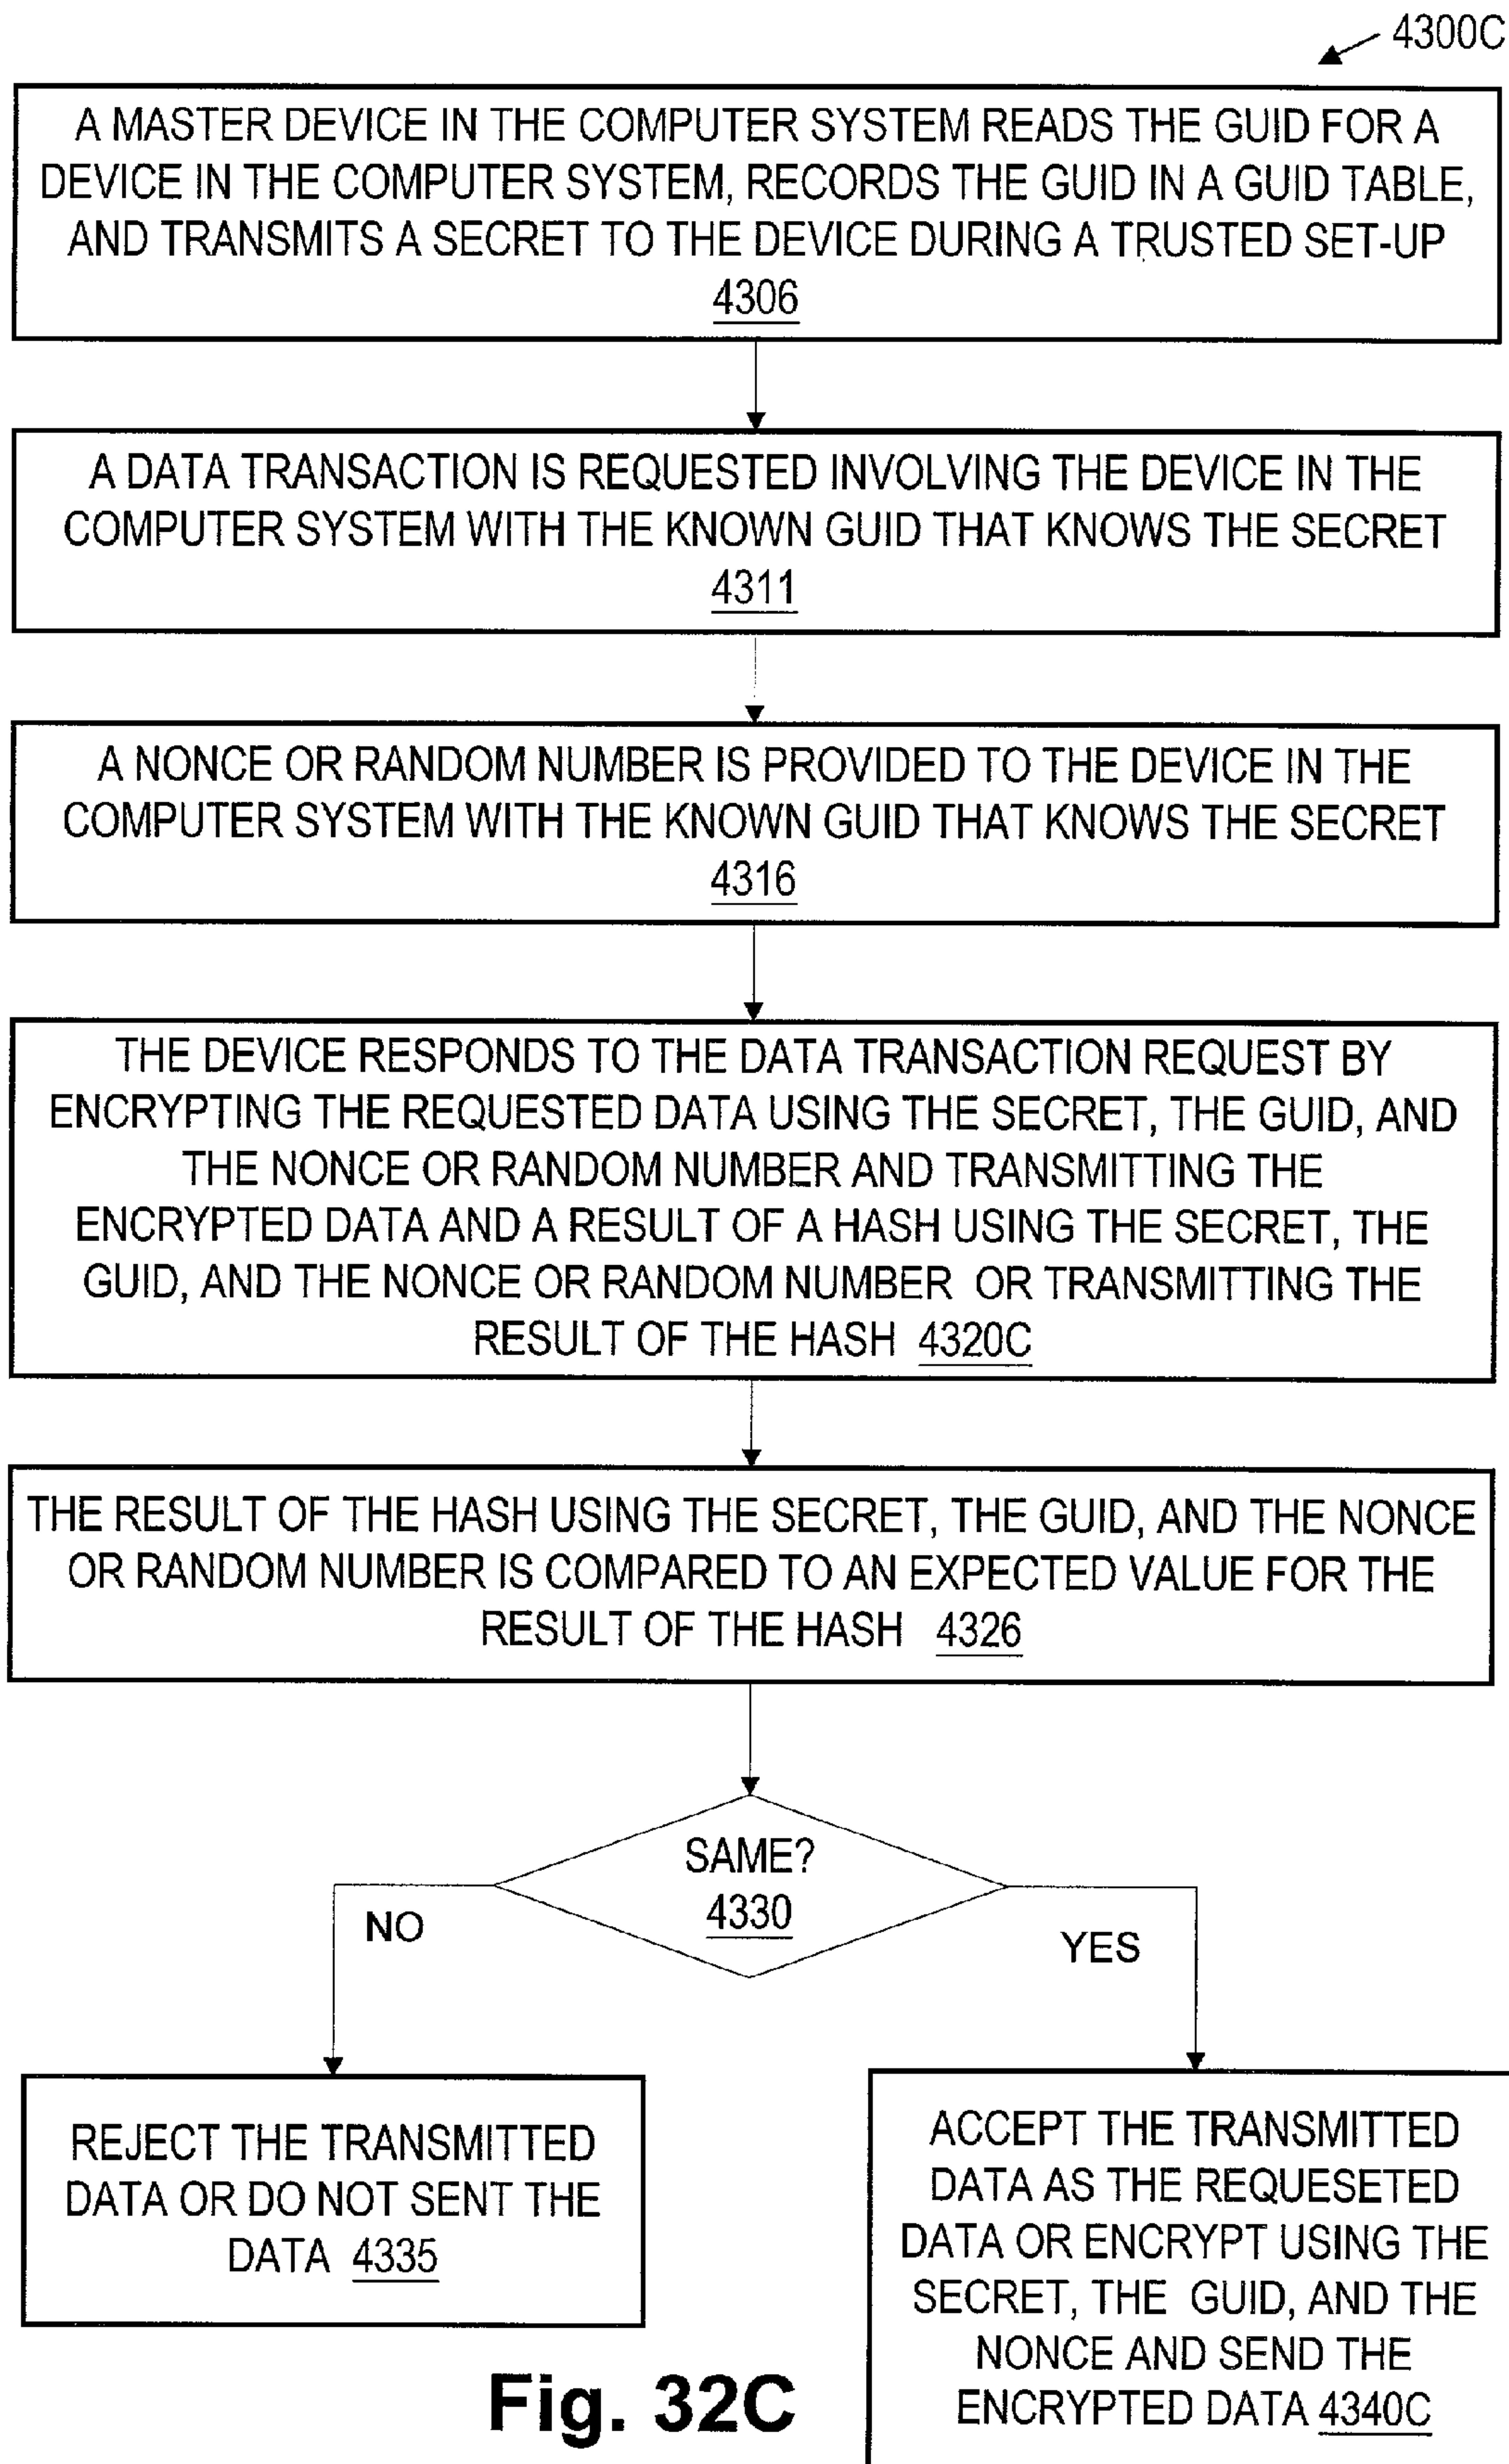 4300C
A MASTER DEVICE IN THE COMPUTER SYSTEM READS THE GUID FOR A
DEVICE IN THE COMPUTER SYSTEM, RECORDS THE GUID IN A GUID TABLE,
AND TRANSMITS A SECRET TO THE DEVICE DURING A TRUSTED SET-UP
4306
A DATA TRANSACTION IS REQUESTED INVOLVING THE DEVICE IN THE
COMPUTER SYSTEM WITH THE KNOWN GUID THAT KNOWS THE SECRET
4311
A NONCE OR RANDOM NUMBER IS PROVIDED TO THE DEVICE IN THE
COMPUTER SYSTEM WITH THE KNOWN GUID THAT KNOWS THE SECRET
4316
THE DEVICE RESPONDS TO THE DATA TRANSACTION REQUEST BY
ENCRYPTING THE REQUESTED DATA USING THE SECRET, THE GUID, AND
THE NONCE OR RANDOM NUMBER AND TRANSMITTING THE
ENCRYPTED DATA AND A RESULT OF A HASH USING THE SECRET, THE
GUID, AND THE NONCE OR RANDOM NUMBER OR TRANSMITTING THE
RESULT OF THE HASH 4320C
THE RESULT OF THE HASH USING THE SECRET, THE GUID, AND THE NONCE
OR RANDOM NUMBER IS COMPARED TO AN EXPECTED VALUE FOR THE
RESULT OF THE HASH 4326
SAME?
4330
NO
YES
REJECT THE TRANSMITTED
DATA OR DO NOT SENT THE
DATA 4335
ACCEPT THE TRANSMITTED
DATA AS THE REQUESETED
DATA OR ENCRYPT USING THE
SECRET, THE GUID, AND THE
NONCE AND SEND THE
ENCRYPTED DATA 4340C
Fig. 32C